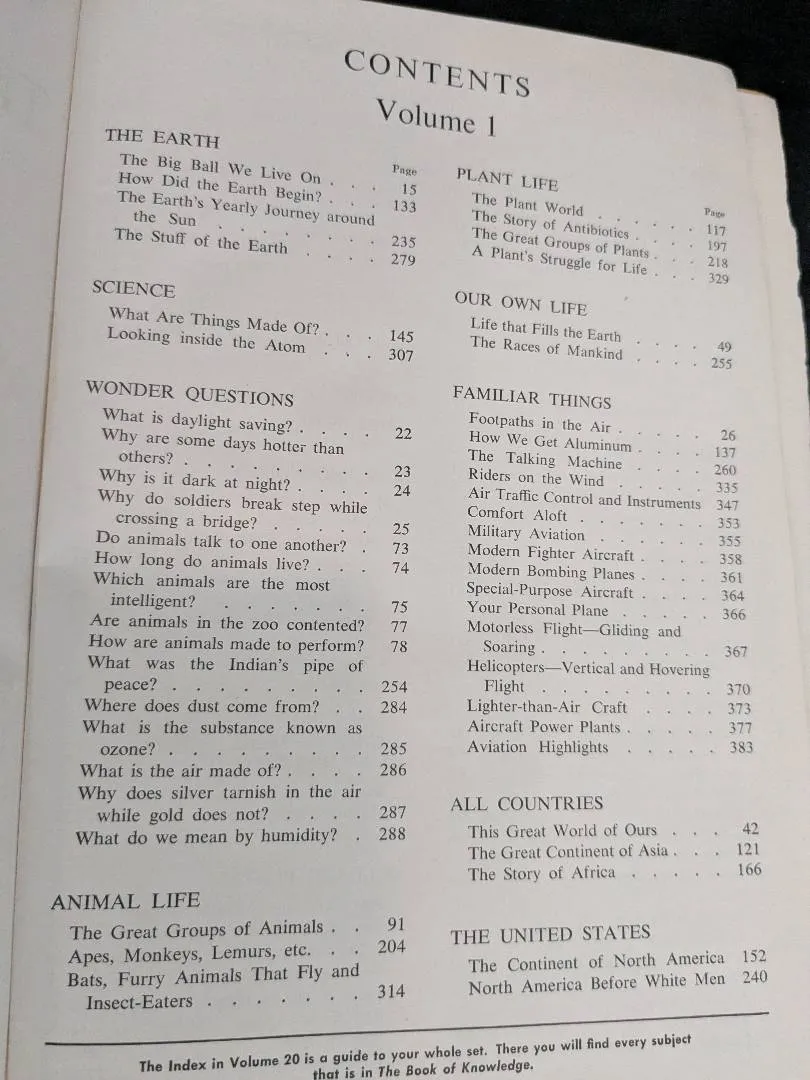 CONTENTS
Volume 1
THE EARTH
Page
The Big Ball We Live On . . . 15
How Did the Earth Begin? . . . 133
The Earth's Yearly Journey around
the Sun . . . . . . . 235
The Stuff of the Earth . . . . 279
SCIENCE
What Are Things Made Of? . . . 145
Looking inside the Atom . . . 307
WONDER QUESTIONS
What is daylight saving? . . . . 22
Why are some days hotter than
others? . . . . . . . . . 23
Why is it dark at night? . . . . 24
Why do soldiers break step while
crossing a bridge? . . . . . 25
Do animals talk to one another? . 73
How long do animals live? . . . 74
Which animals are the most
intelligent? . . . . . . . 75
Are animals in the zoo contented? 77
How are animals made to perform? 78
What was the Indian's pipe of
peace? . . . . . . . . . 254
Where does dust come from? . . 284
What is the substance known as
ozone? . . . . . . . . . 285
What is the air made of? . . . . 286
Why does silver tarnish in the air
while gold does not? . . . . 287
What do we mean by humidity? . 288
ANIMAL LIFE
The Great Groups of Animals . . 91
Apes, Monkeys, Lemurs, etc. . . 204
Bats, Furry Animals That Fly and
Insect-Eaters . . . . . . . 314
PLANT LIFE
Page
The Plant World . . . . . . 117
The Story of Antibiotics . . . . 197
The Great Groups of Plants . . . 218
A Plant's Struggle for Life . . . 329
OUR OWN LIFE
Life that Fills the Earth . . . . 49
The Races of Mankind . . . . 255
FAMILIAR THINGS
Footpaths in the Air . . . . . 26
How We Get Aluminum . . . . 137
The Talking Machine . . . . 260
Riders on the Wind . . . . . 335
Air Traffic Control and Instruments 347
Comfort Aloft . . . . . . . 353
Military Aviation . . . . . . 355
Modern Fighter Aircraft . . . . 358
Modern Bombing Planes . . . . 361
Special-Purpose Aircraft . . . . 364
Your Personal Plane . . . . . 366
Motorless Flight—Gliding and
Soaring . . . . . . . . . 367
Helicopters—Vertical and Hovering
Flight . . . . . . . . . 370
Lighter-than-Air Craft . . . . 373
Aircraft Power Plants . . . . . 377
Aviation Highlights . . . . . 383
ALL COUNTRIES
This Great World of Ours . . . 42
The Great Continent of Asia . . . 121
The Story of Africa . . . . . 166
THE UNITED STATES
The Continent of North America 152
North America Before White Men 240
The Index in Volume 20 is a guide to your whole set. There you will find every subject
that is in The Book of Knowledge.